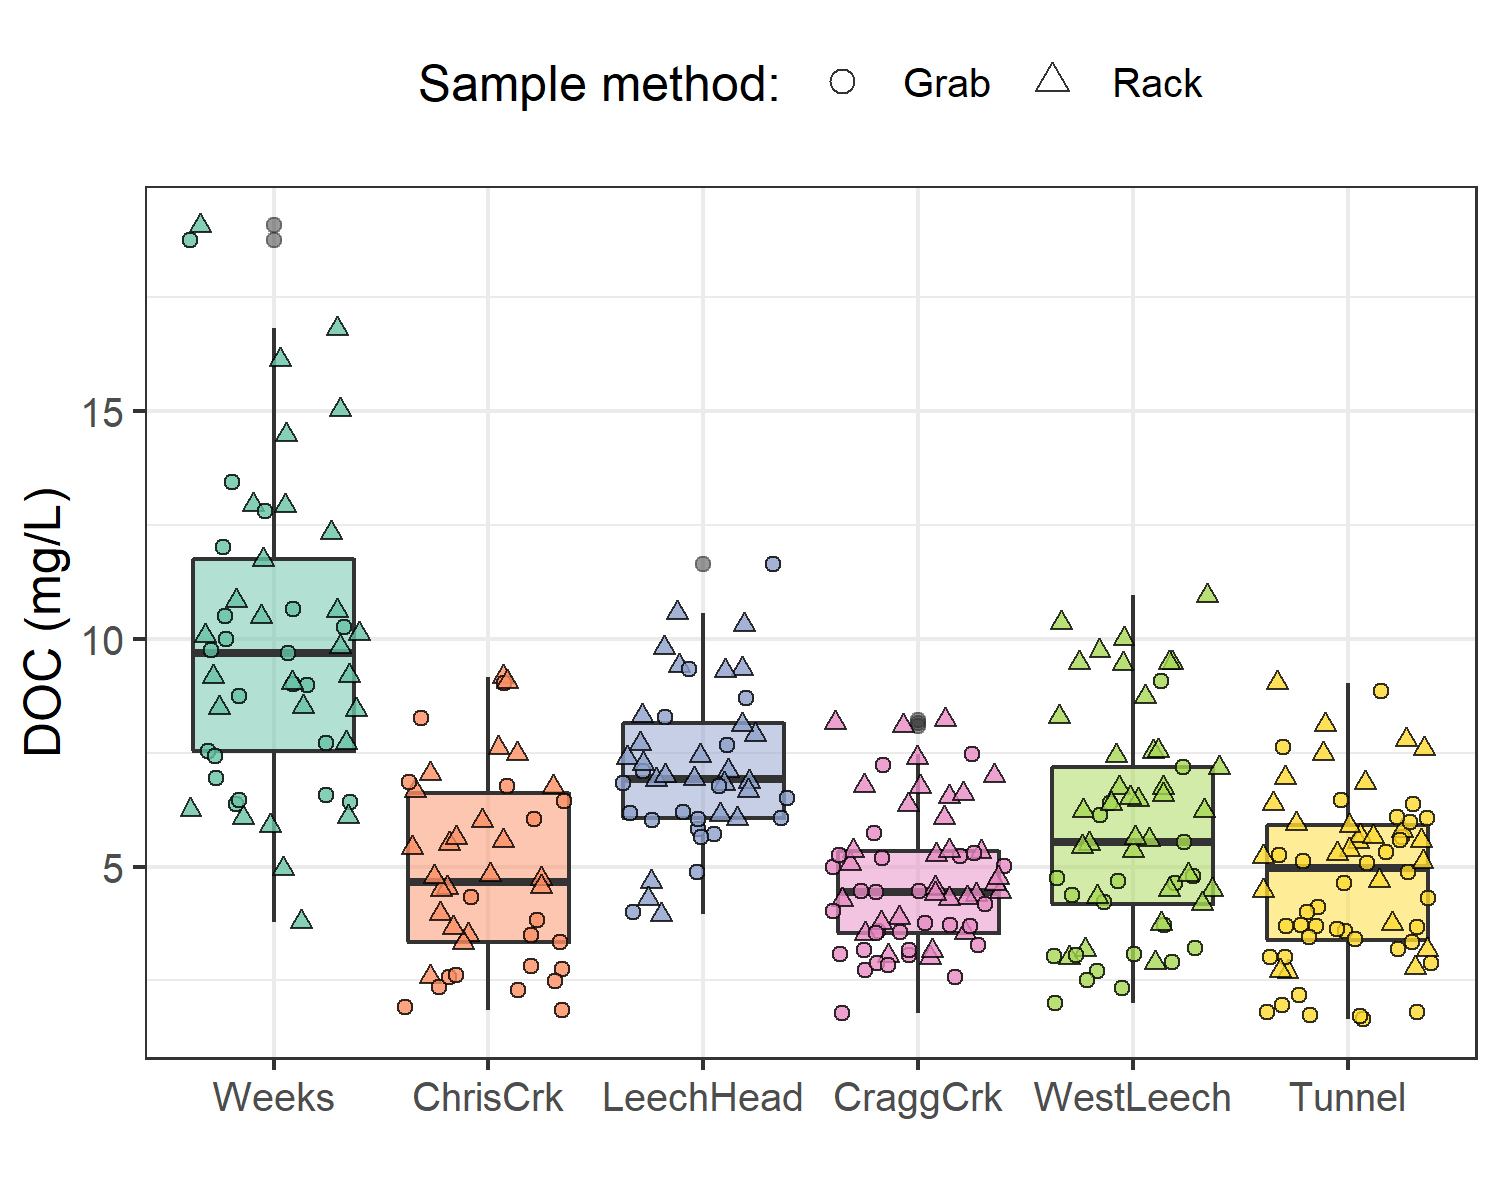 Sample method: Grab Rack
DOC (mg/L)
15
10
5
Weeks ChrisCrk LeechHead CraggCrk WestLeech Tunnel